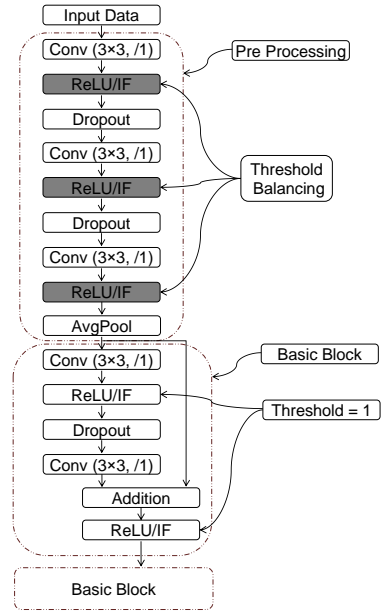 Input Data
Conv (3×3, /1)
Pre Processing
ReLU/IF
Dropout
Conv (3×3, /1)
Threshold
Balancing
ReLU/IF
Dropout
Conv (3×3, /1)
ReLU/IF
AvgPool
Conv (3×3, /1)
Basic Block
ReLU/IF
Threshold = 1
Dropout
Conv (3×3, /1)
Addition
ReLU/IF
Basic Block